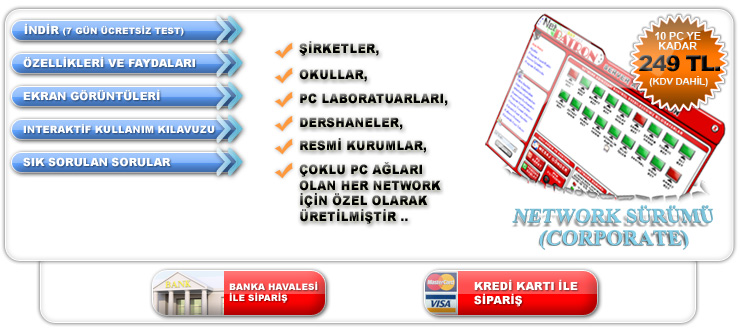 İNDİR (7 GÜN ÜCRETSİZ TEST)
ÖZELLİKLERİ VE FAYDALARI
EKRAN GÖRÜNTÜLERİ
INTERAKTİF KULLANIM KILAVUZU
SIK SORULAN SORULAR
ŞİRKETLER,
OKULLAR,
PC LABORATUARLARI,
DERSHANELER,
RESMİ KURUMLAR,
ÇOKLU PC AĞLARI
OLAN HER NETWORK
İÇİN ÖZEL OLARAK
ÜRETİLMİŞTİR ..
Net
PATRON
10 PC YE
KADAR
249 TL.
(KDV DAHİL)
NETWORK SÜRÜMÜ
(CORPORATE)
BANK
BANKA HAVALESİ
İLE SİPARİŞ
MasterCard
VISA
KREDİ KARTI İLE
SİPARİŞ